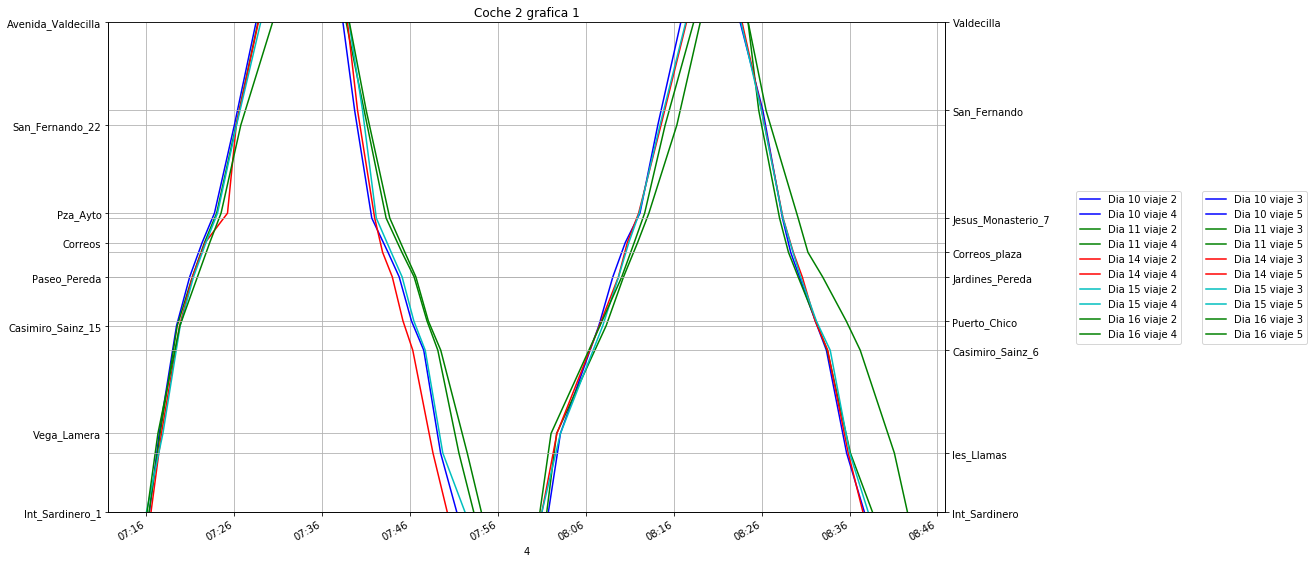 Coche 2 grafica 1
Avenida_Valdecilla
San_Fernando_22
Pza_Ayto
Correos
Paseo_Pereda
Casimiro_Sainz_15
Vega_Lamera
Int_Sardinero_1
Valdecilla
San_Fernando
Jesus_Monasterio_7
Correos_plaza
Jardines_Pereda
Puerto_Chico
Casimiro_Sainz_6
Ies_Llamas
Int_Sardinero
07:16
07:26
07:36
07:46
07:56
08:06
08:16
08:26
08:36
08:46
4
Dia 10 viaje 2
Dia 10 viaje 4
Dia 11 viaje 2
Dia 11 viaje 4
Dia 14 viaje 2
Dia 14 viaje 4
Dia 15 viaje 2
Dia 15 viaje 4
Dia 16 viaje 2
Dia 16 viaje 4
Dia 10 viaje 3
Dia 10 viaje 5
Dia 11 viaje 3
Dia 11 viaje 5
Dia 14 viaje 3
Dia 14 viaje 5
Dia 15 viaje 3
Dia 15 viaje 5
Dia 16 viaje 3
Dia 16 viaje 5